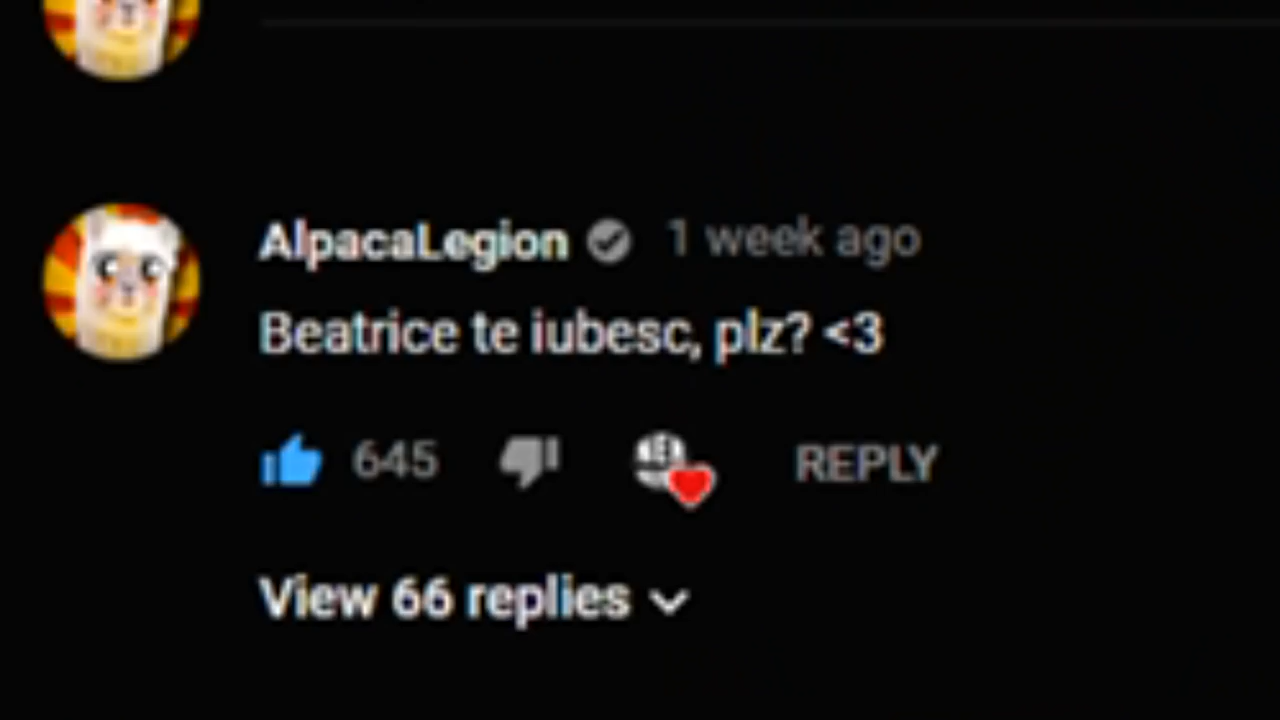 AlpacaLegion 1 week ago
Beatrice te iubesc, plz? <3
645 REPLY
View 66 replies